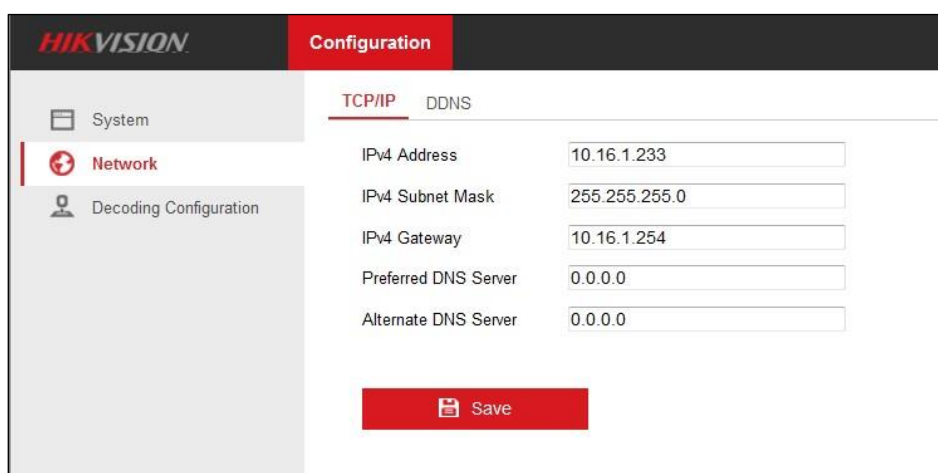 HIKVISION
Configuration
System
Network
Decoding Configuration
TCP/IP DDNS
IPv4 Address 10.16.1.233
IPv4 Subnet Mask 255.255.255.0
IPv4 Gateway 10.16.1.254
Preferred DNS Server 0.0.0.0
Alternate DNS Server 0.0.0.0
Save